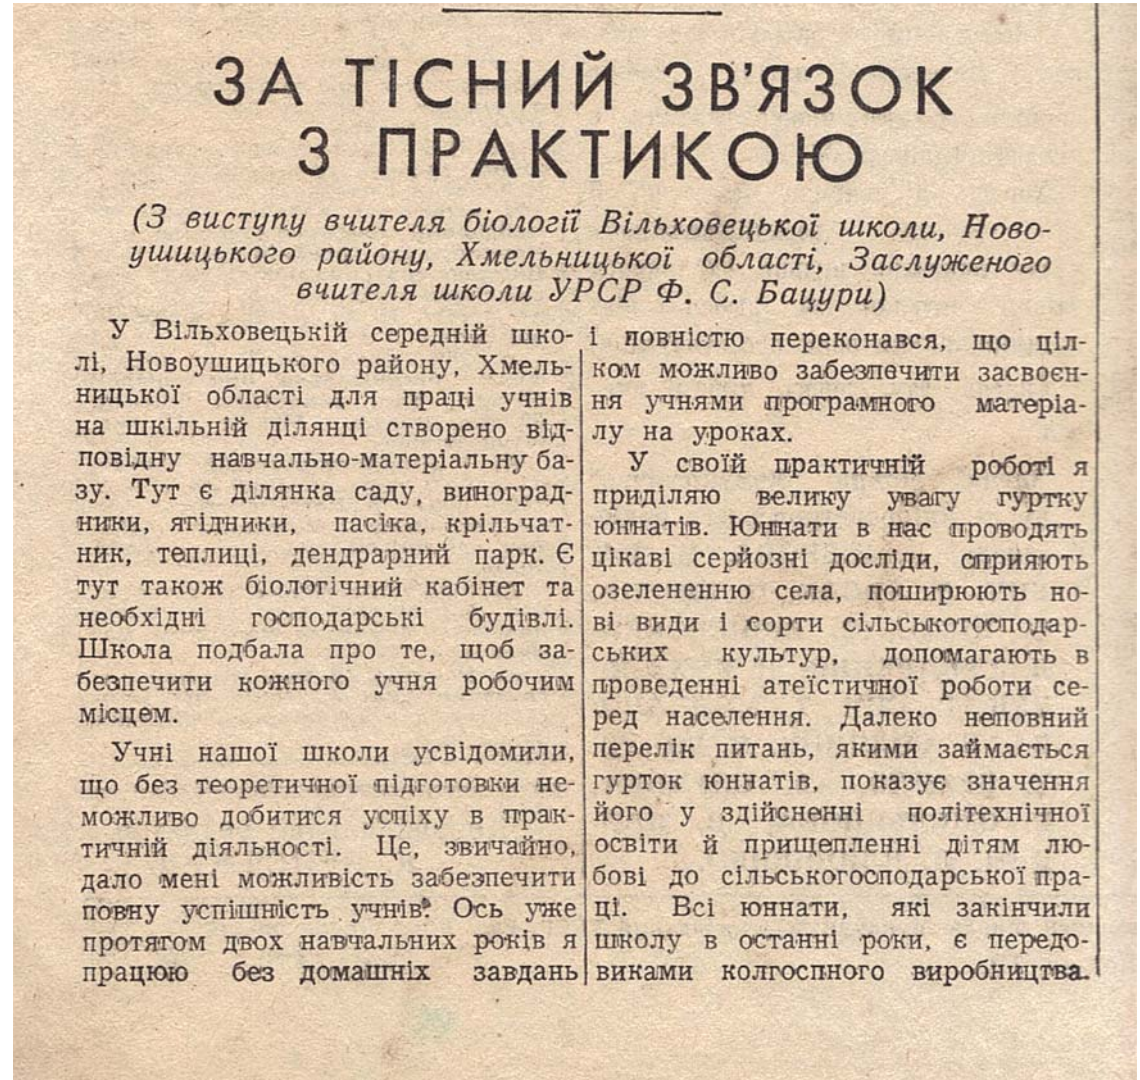 ЗА ТІСНИЙ ЗВ'ЯЗОК
З ПРАКТИКОЮ
(З виступу вчителя біології Вільховецької школи, Ново-
ушицького району, Хмельницької області, Заслуженого
вчителя школи УРСР Ф. С. Бацури)
У Вільховецькій середній шко-
лі, Новоушицького району, Хмель-
ницької області для праці учнів
на шкільній ділянці створено від-
повідну навчально-матеріальну ба-
зу. Тут є ділянка саду, виноград-
ники, ягідники, пасіка, крільчат-
ник, теплиці, дендрарний парк. Є
тут також біологічний кабінет та
необхідні господарські будівлі.
Школа подбала про те, щоб за-
безпечити кожного учня робочим
місцем.
Учні нашої школи усвідомили,
що без теоретичної підготовки не-
можливо добитися успіху в прак-
тичній діяльності. Це, звичайно,
дало мені можливість забезпечити
повну успішність учнів. Ось уже
протягом двох навчальних років я
працюю без домашніх завдань
і повністю переконався, що ціл-
ком можливо забезпечити засвоєн-
ня учнями програмного матеріа-
лу на уроках.
У своїй практичній роботі я
приділяю велику увагу гуртку
юннатів. Юннати в нас проводять
цікаві серйозні досліди, сприяють
озелененню села, поширюють но-
ві види і сорти сільськогосподар-
ських культур, допомагають в
проведенні атеїстичної роботи се-
ред населення. Далеко неповний
перелік питань, якими займається
гурток юннатів, показує значення
його у здійсненні політехнічної
освіти й прищепленні дітям лю-
бові до сільськогосподарської пра-
ці. Всі юннати, які закінчили
школу в останні роки, є передо-
виками колгоспного виробництва.